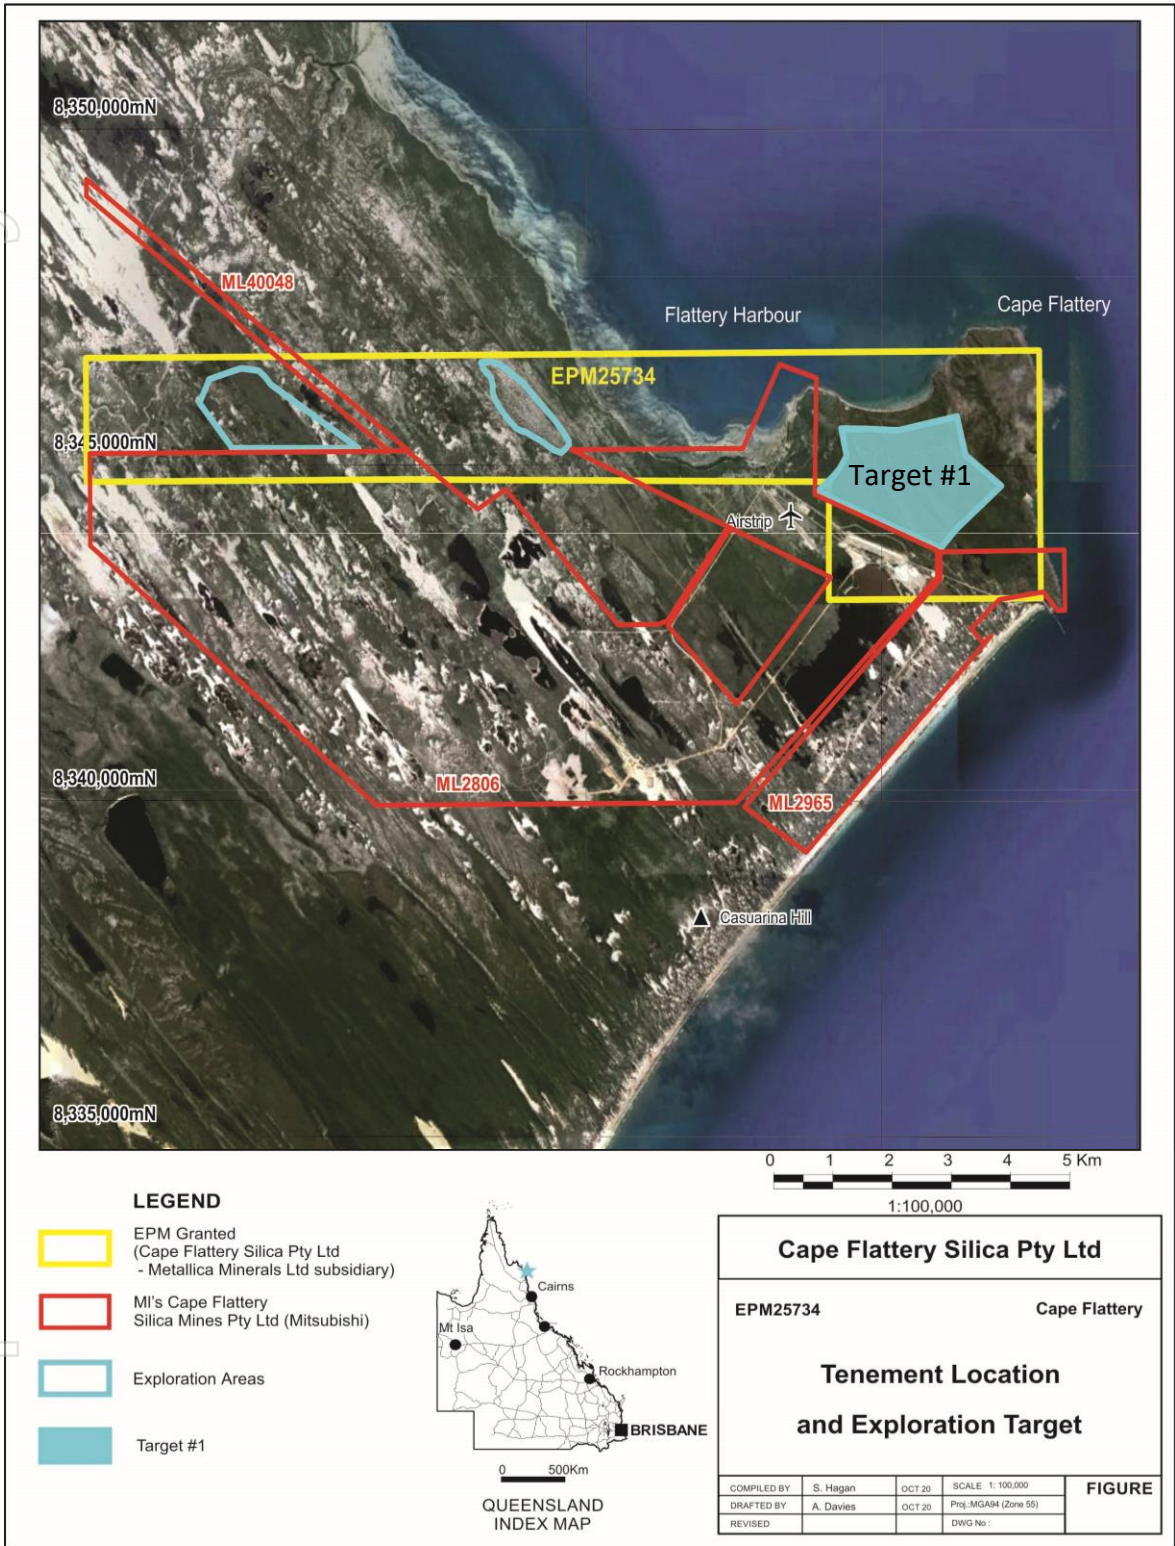 8,350,000mN
ML40048
Flattery Harbour
Cape Flattery
EPM25734
8,345,000mN
Target #1
Airstrip
8,340,000mN
ML2806
ML2965
Casuarina Hill
8,335,000mN
0 1 2 3 4 5 Km
1:100,000
LEGEND
EPM Granted
(Cape Flattery Silica Pty Ltd
- Metallica Minerals Ltd subsidiary)
Ml's Cape Flattery
Silica Mines Pty Ltd (Mitsubishi)
Exploration Areas
Target #1
Cairns
Mt Isa
Rockhampton
BRISBANE
0 500Km
QUEENSLAND
INDEX MAP
Cape Flattery Silica Pty Ltd
EPM25734 Cape Flattery
Tenement Location
and Exploration Target
COMPILED BY S. Hagan OCT 20 SCALE 1: 100,000 FIGURE
DRAFTED BY A. Davies OCT 20 Proj.:MGA94 (Zone 55)
REVISED DWG No :